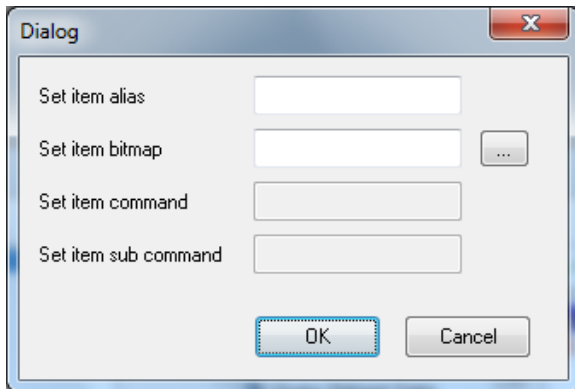 Dialog
Set item alias
Set item bitmap
...
Set item command
Set item sub command
OK
Cancel